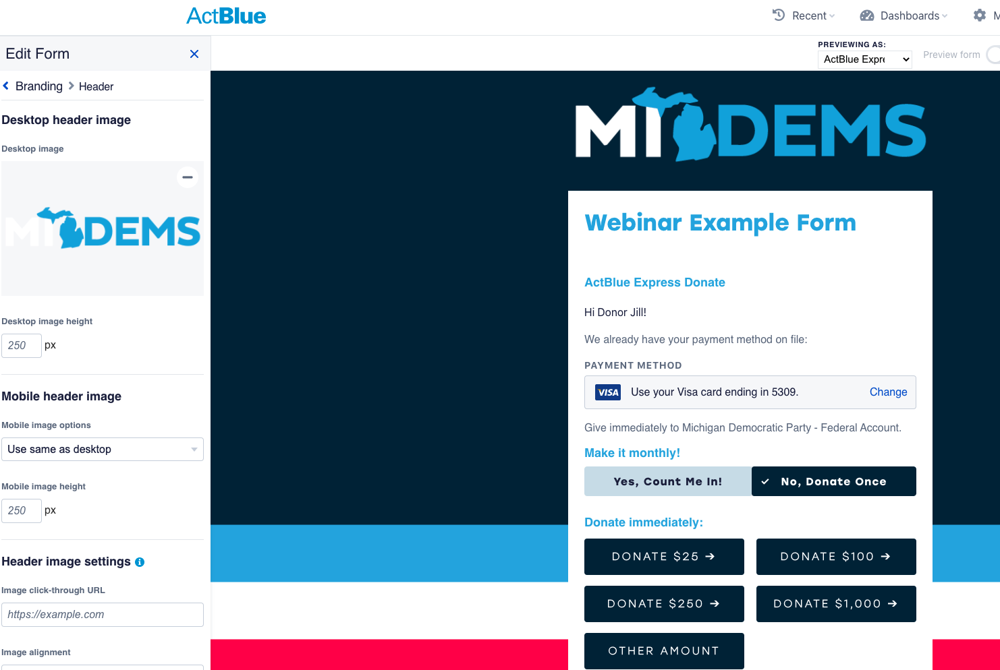 ActBlue
Recent
Dashboards
M
Edit Form
PREVIEWING AS:
ActBlue Expre
Preview form
Branding
Header
Desktop header image
Desktop image
MI DEMS
Desktop image height
250 px
Mobile header image
Mobile image options
Use same as desktop
Mobile image height
250 px
Header image settings
Image click-through URL
https://example.com
Image alignment
MI DEMS
Webinar Example Form
ActBlue Express Donate
Hi Donor Jill!
We already have your payment method on file:
PAYMENT METHOD
VISA Use your Visa card ending in 5309. Change
Give immediately to Michigan Democratic Party - Federal Account.
Make it monthly!
Yes, Count Me In! No, Donate Once
Donate immediately:
DONATE $25 → DONATE $100 →
DONATE $250 → DONATE $1,000 →
OTHER AMOUNT